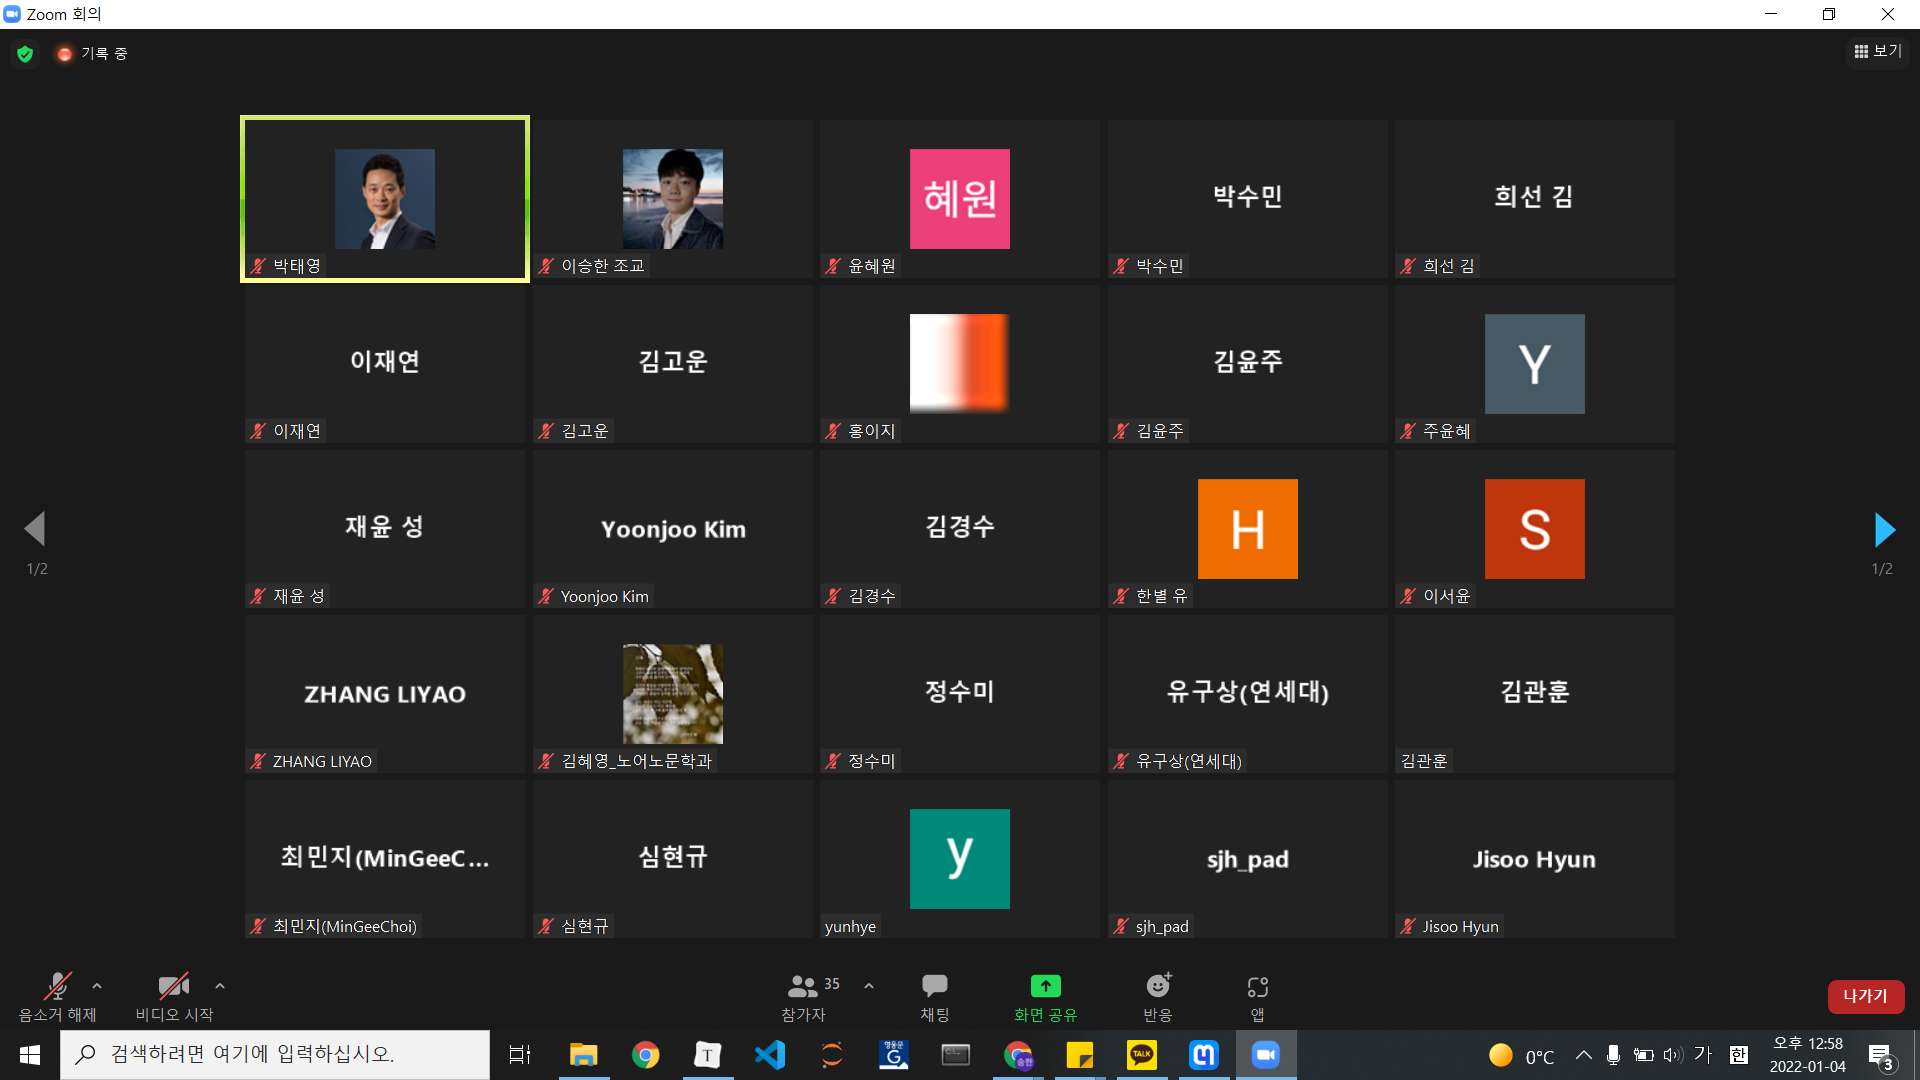 Zoom 회의
기록 중
보기
혜원
박수민
희선 김
박태영
이승한 조교
윤혜원
박수민
희선 김
이재연
김고운
김윤주
Y
이재연
김고운
홍이지
김윤주
주윤혜
재윤 성
Yoonjoo Kim
김경수
H
S
재윤 성
Yoonjoo Kim
김경수
한별 유
이서윤
1/2
1/2
ZHANG LIYAO
정수미
유구상(연세대)
김관훈
ZHANG LIYAO
김혜영_노어노문학과
정수미
유구상(연세대)
김관훈
최민지(MinGeeC...
심현규
y
sjh_pad
Jisoo Hyun
최민지(MinGeeChoi)
심현규
yunhye
sjh_pad
Jisoo Hyun
음소거 해제
비디오 시작
35
참가자
채팅
화면 공유
반응
앱
나가기
검색하려면 여기에 입력하십시오.
T
영웅문
G
승한
TALK
0°C
가
한
오후 12:58
2022-01-04
3